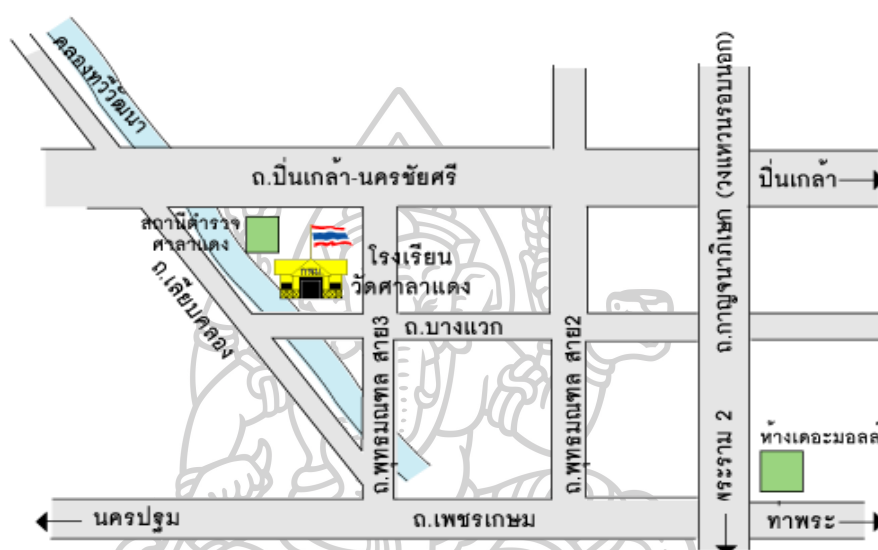 คลองทวีวัฒนา
ถ.กาญจนาภิเษก (วงแหวนรอบนอก)
ถ.ปิ่นเกล้า-นครชัยศรี
ปิ่นเกล้า
สถานีตำรวจ
ศาลาแดง
โรงเรียน
วัดศาลาแดง
ถ.เลียบคลอง
ถ.บางแวก
ถ.พุทธมณฑล สาย3
ถ.พุทธมณฑล สาย2
พระราม 2
ห้างเดอะมอลล์
นครปฐม
ถ.เพชรเกษม
ท่าพระ